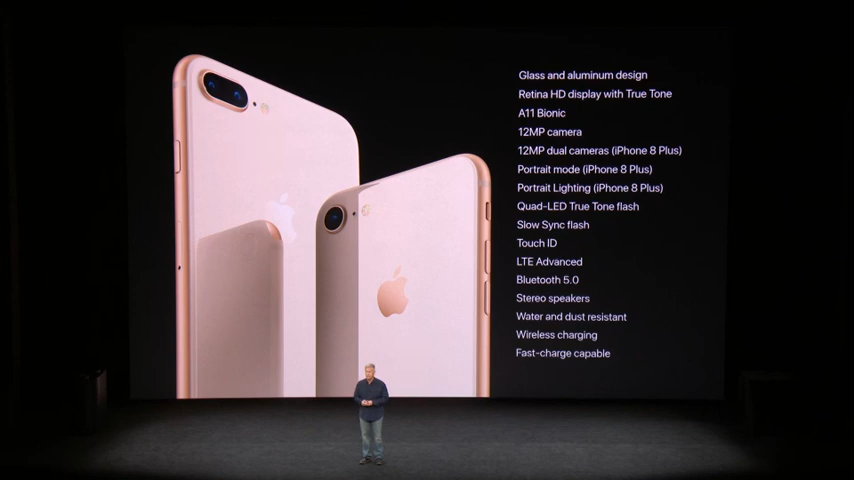 Glass and aluminum design
Retina HD display with True Tone
A11 Bionic
12MP camera
12MP dual cameras (iPhone 8 Plus)
Portrait mode (iPhone 8 Plus)
Portrait Lighting (iPhone 8 Plus)
Quad-LED True Tone flash
Slow Sync flash
Touch ID
LTE Advanced
Bluetooth 5.0
Stereo speakers
Water and dust resistant
Wireless charging
Fast-charge capable